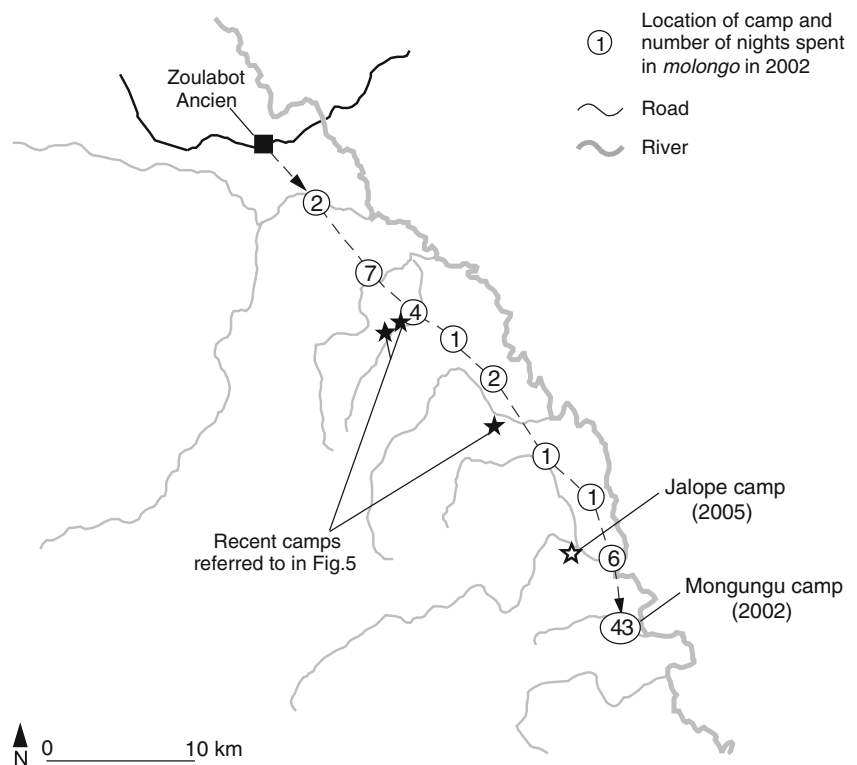 Location of camp and
1
number of nights spent
in molongo in 2002
Zoulabot
Ancien
Road
River
2
7
4
1
2
1
1
Jalope camp
(2005)
Recent camps
referred to in Fig.5
6
Mongungu camp
(2002)
43
N
0
10 km